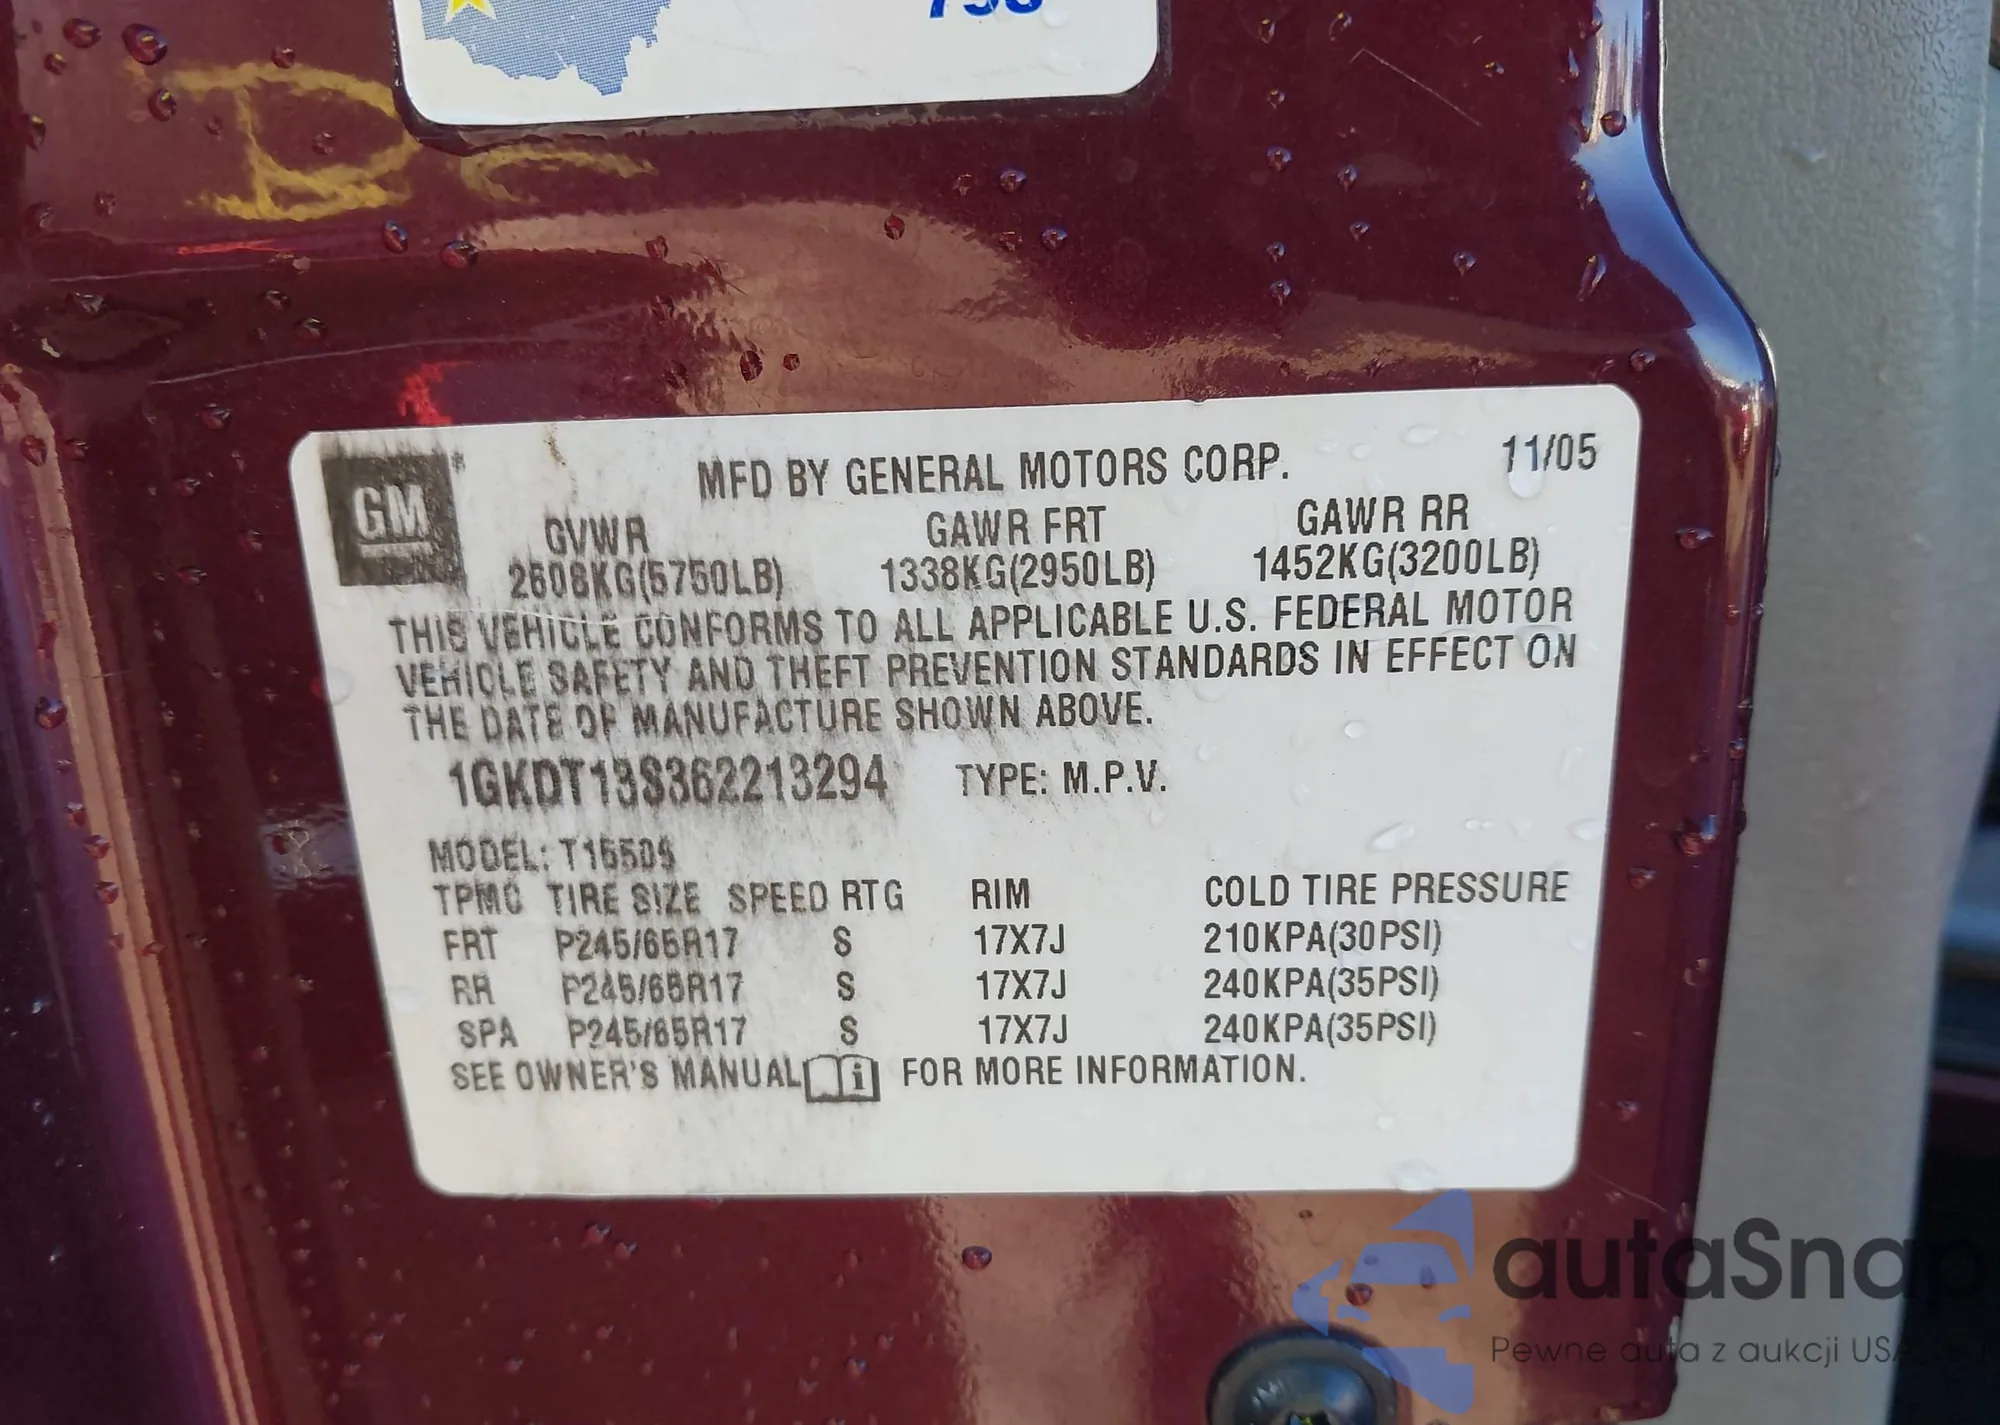 MFD BY GENERAL MOTORS CORP. 11/05
GM
GVWR GAWR FRT GAWR RR
2608KG(5750LB) 1338KG(2950LB) 1452KG(3200LB)
THIS VEHICLE CONFORMS TO ALL APPLICABLE U.S. FEDERAL MOTOR
VEHICLE SAFETY AND THEFT PREVENTION STANDARDS IN EFFECT ON
THE DATE OF MANUFACTURE SHOWN ABOVE.
1GKDT13S362213294 TYPE: M.P.V.
MODEL: T15506
TPMC TIRE SIZE SPEED RTG RIM COLD TIRE PRESSURE
FRT P245/65R17 S 17X7J 210KPA(30PSI)
RR P245/65R17 S 17X7J 240KPA(35PSI)
SPA P245/65R17 S 17X7J 240KPA(35PSI)
SEE OWNER'S MANUAL i FOR MORE INFORMATION.
autaSnap
Pewne auta z aukcji USA